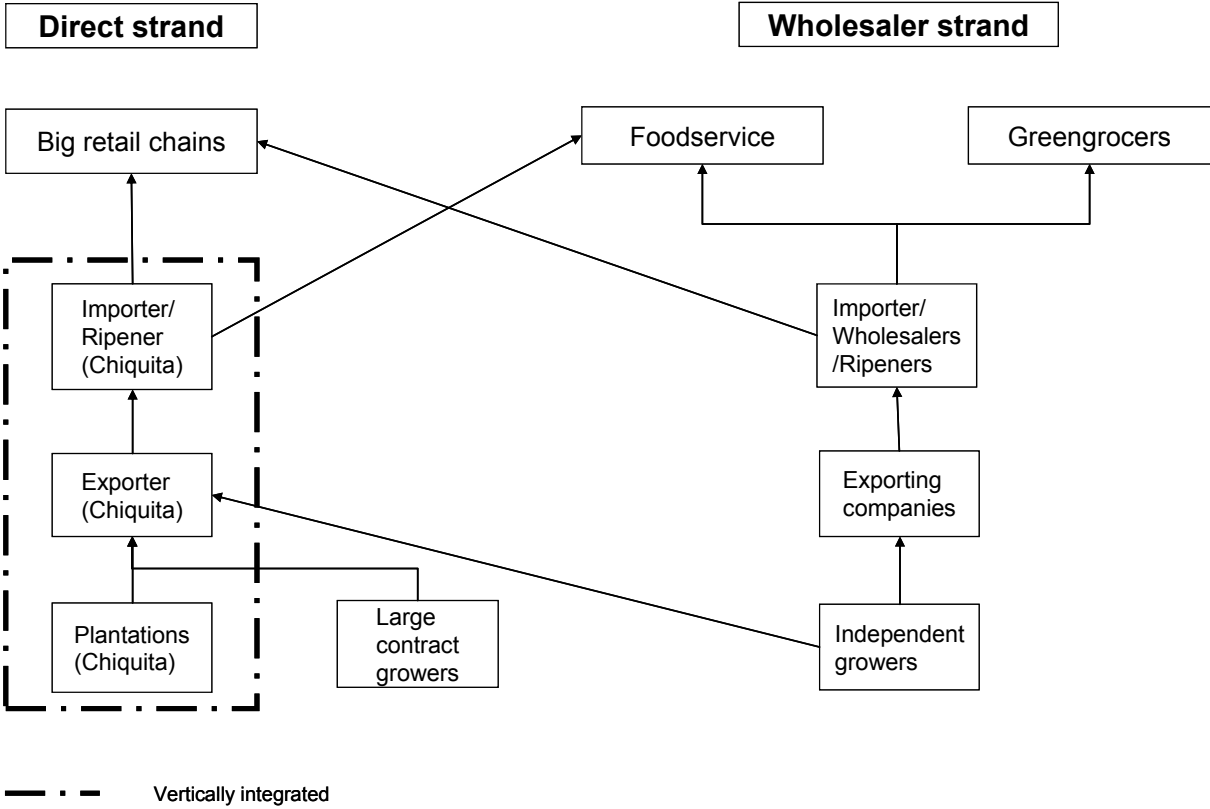 Direct strand
Wholesaler strand
Big retail chains
Foodservice
Greengrocers
Importer/
Ripener
(Chiquita)
Importer/
Wholesalers
/Ripeners
Exporter
(Chiquita)
Exporting
companies
Plantations
(Chiquita)
Large
contract
growers
Independent
growers
Vertically integrated